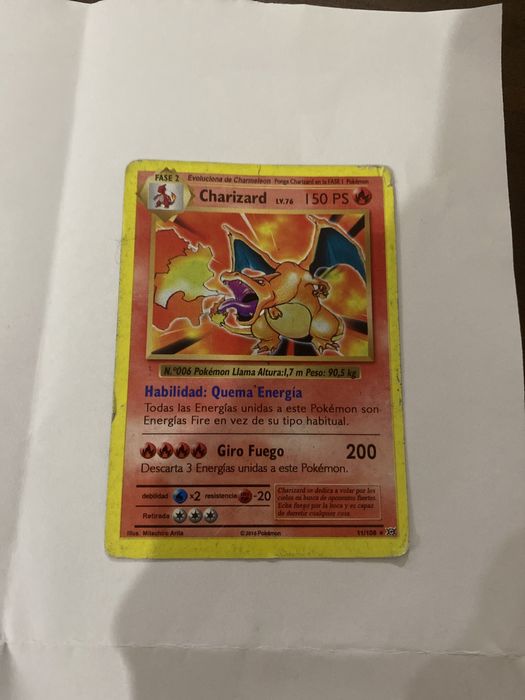 FASE 2
Evoluciona de Charmeleon Ponga Charizard en la FASE 1 Pokémon
Charizard LV.76 150 PS
N.º006 Pokémon Llama Altura:1,7 m Peso: 90,5 kg
Habilidad: Quema Energía
Todas las Energías unidas a este Pokémon son
Energías Fire en vez de su tipo habitual.
Giro Fuego 200
Descarta 3 Energías unidas a este Pokémon.
debilidad x2 resistencia -20
Retirada
Charizard se dedica a volar por los
cielos en busca de oponentes fuertes.
Echa fuego por la boca y es capaz
de derretir cualquier cosa.
Illus. Mitsuhiro Arita ©2016 Pokémon 11/108